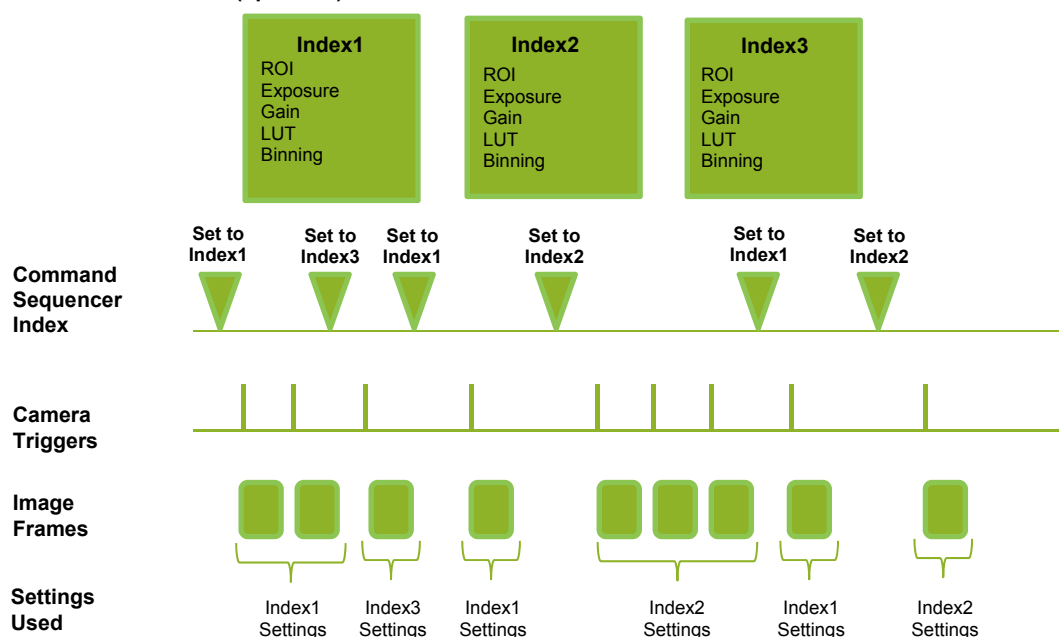 Index1
ROI
Exposure
Gain
LUT
Binning
Index2
ROI
Exposure
Gain
LUT
Binning
Index3
ROI
Exposure
Gain
LUT
Binning
Set to
Index1
Set to
Index3
Set to
Index1
Set to
Index2
Set to
Index1
Set to
Index2
Command
Sequencer
Index
Camera
Triggers
Image
Frames
Settings
Used
Index1
Settings
Index3
Settings
Index1
Settings
Index2
Settings
Index1
Settings
Index2
Settings